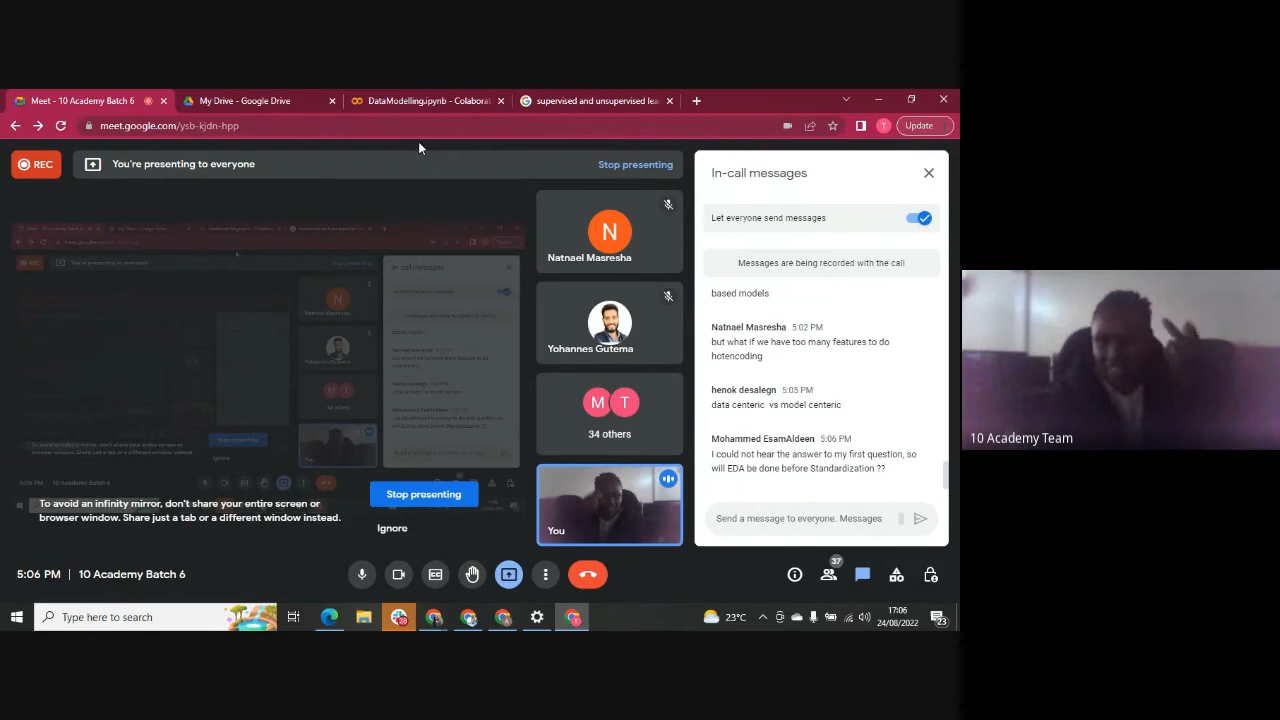 Meet - 10 Academy Batch 6
My Drive - Google Drive
DataModelling.ipynb - Colaborat
supervised and unsupervised lea
meet.google.com/ysb-kjdn-hpp
T
Update
REC
You're presenting to everyone
Stop presenting
In-call messages
Let everyone send messages
Messages are being recorded with the call
based models
Natnael Masresha 5:02 PM
but what if we have too many features to do
hotencoding
henok desalegn 5:05 PM
data centric vs model centric
Mohammed EsamAldeen 5:06 PM
I could not hear the answer to my first question, so
will EDA be done before Standardization ??
Send a message to everyone. Messages
N
Natnael Masresha
Yohannes Gutema
M T
34 others
You
To avoid an infinity mirror, don't share your entire screen or
browser window. Share just a tab or a different window instead.
Stop presenting
Ignore
5:06 PM | 10 Academy Batch 6
37
Type here to search
23°C
17:06
24/08/2022
23
10 Academy Team